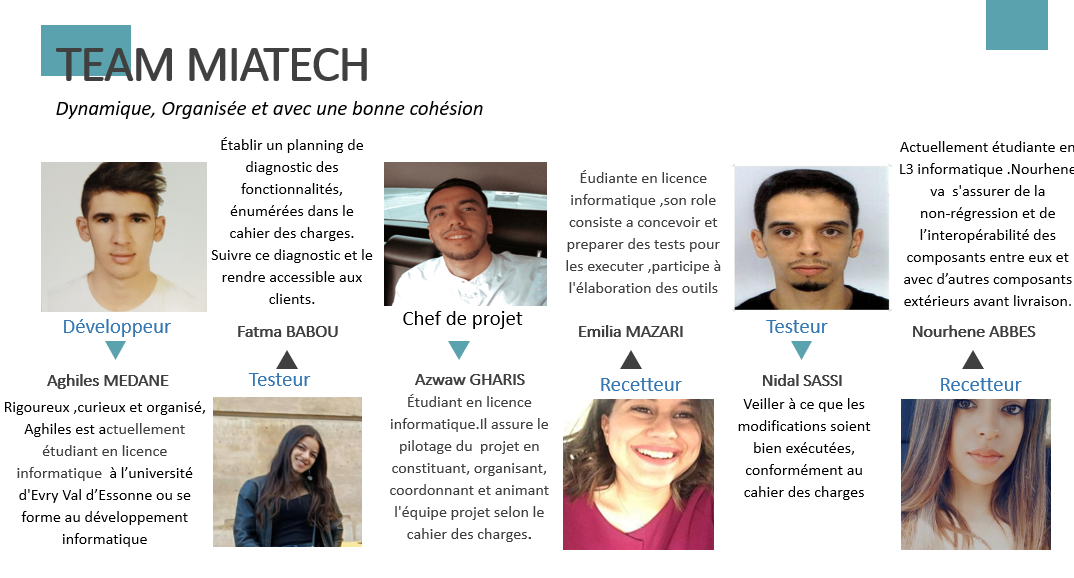 TEAM MIATECH
Dynamique, Organisée et avec une bonne cohésion
Développeur
Aghiles MEDANE
Rigoureux ,curieux et organisé,
Aghiles est actuellement
étudiant en licence
informatique à l’université
d'Evry Val d’Essonne ou se
forme au développement
informatique
Établir un planning de
diagnostic des
fonctionnalités,
énumérées dans le
cahier des charges.
Suivre ce diagnostic et le
rendre accessible aux
clients.
Fatma BABOU
Testeur
Chef de projet
Azwaw GHARIS
Étudiant en licence
informatique.Il assure le
pilotage du projet en
constituant, organisant,
coordonnant et animant
l'équipe projet selon le
cahier des charges.
Éudiante en licence
informatique ,son role
consiste a concevoir et
preparer des tests pour
les executer ,participe à
l'élaboration des outils
Emilia MAZARI
Recetteur
Testeur
Nidal SASSI
Veiller à ce que les
modifications soient
bien exécutées,
conformément au
cahier des charges
Actuellement étudiante en
L3 informatique .Nourhene
va s'assurer de la
non-régression et de
l’interopérabilité des
composants entre eux et
avec d’autres composants
extérieurs avant livraison.
Nourhene ABBES
Recetteur